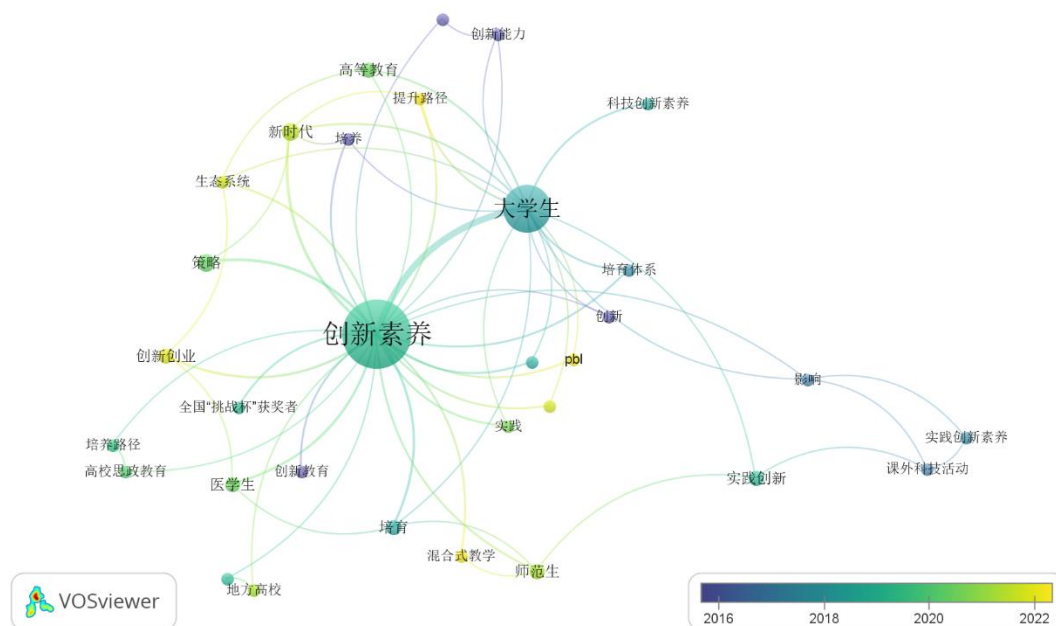 创新能力
高等教育
提升路径
科技创新素养
新时代
培养
生态系统
大学生
策略
培育体系
创新
创新素养
创新创业
pbl
影响
全国“挑战杯”获奖者
实践
培养路径
实践创新素养
高校思政教育
创新教育
课外科技活动
医学生
实践创新
培育
混合式教学
师范生
地方高校
VOSviewer
2016 2018 2020 2022